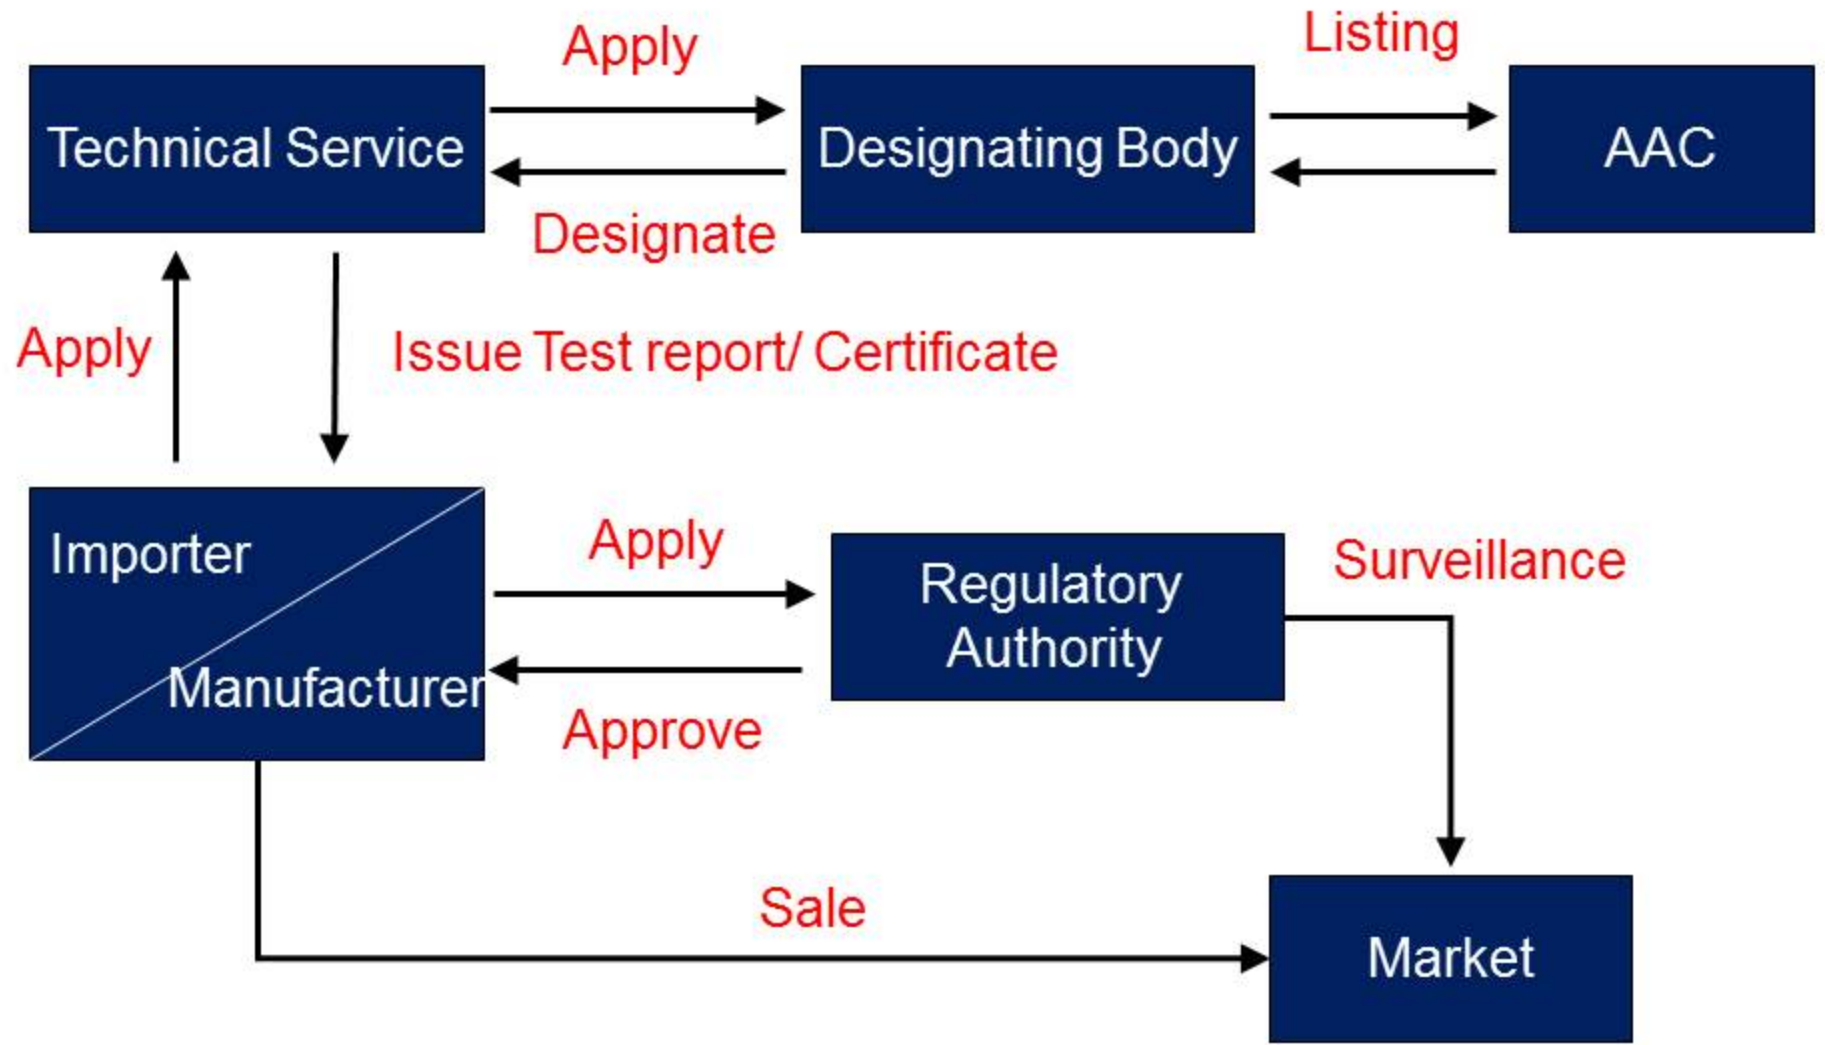 Apply
Listing
Technical Service
Designating Body
AAC
Designate
Apply
Issue Test report/ Certificate
Importer
Manufacturer
Apply
Approve
Regulatory
Authority
Surveillance
Sale
Market